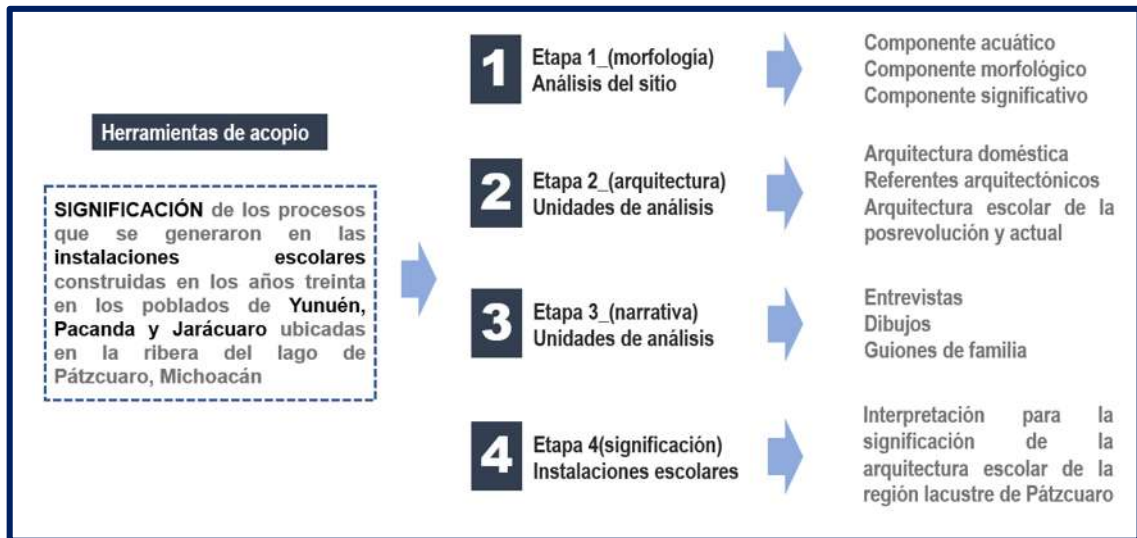 Herramientas de acopio
SIGNIFICACIÓN de los procesos
que se generaron en las
instalaciones escolares
construidas en los años treinta
en los poblados de Yunuén,
Pacanda y Jarácuaro ubicadas
en la ribera del lago de
Pátzcuaro, Michoacán
1
Etapa 1_(morfología)
Análisis del sitio
Componente acuático
Componente morfológico
Componente significativo
2
Etapa 2_(arquitectura)
Unidades de análisis
Arquitectura doméstica
Referentes arquitectónicos
Arquitectura escolar de la
posrevolución y actual
3
Etapa 3_(narrativa)
Unidades de análisis
Entrevistas
Dibujos
Guiones de familia
4
Etapa 4(significación)
Instalaciones escolares
Interpretación para la
significación de la
arquitectura escolar de la
región lacustre de Pátzcuaro